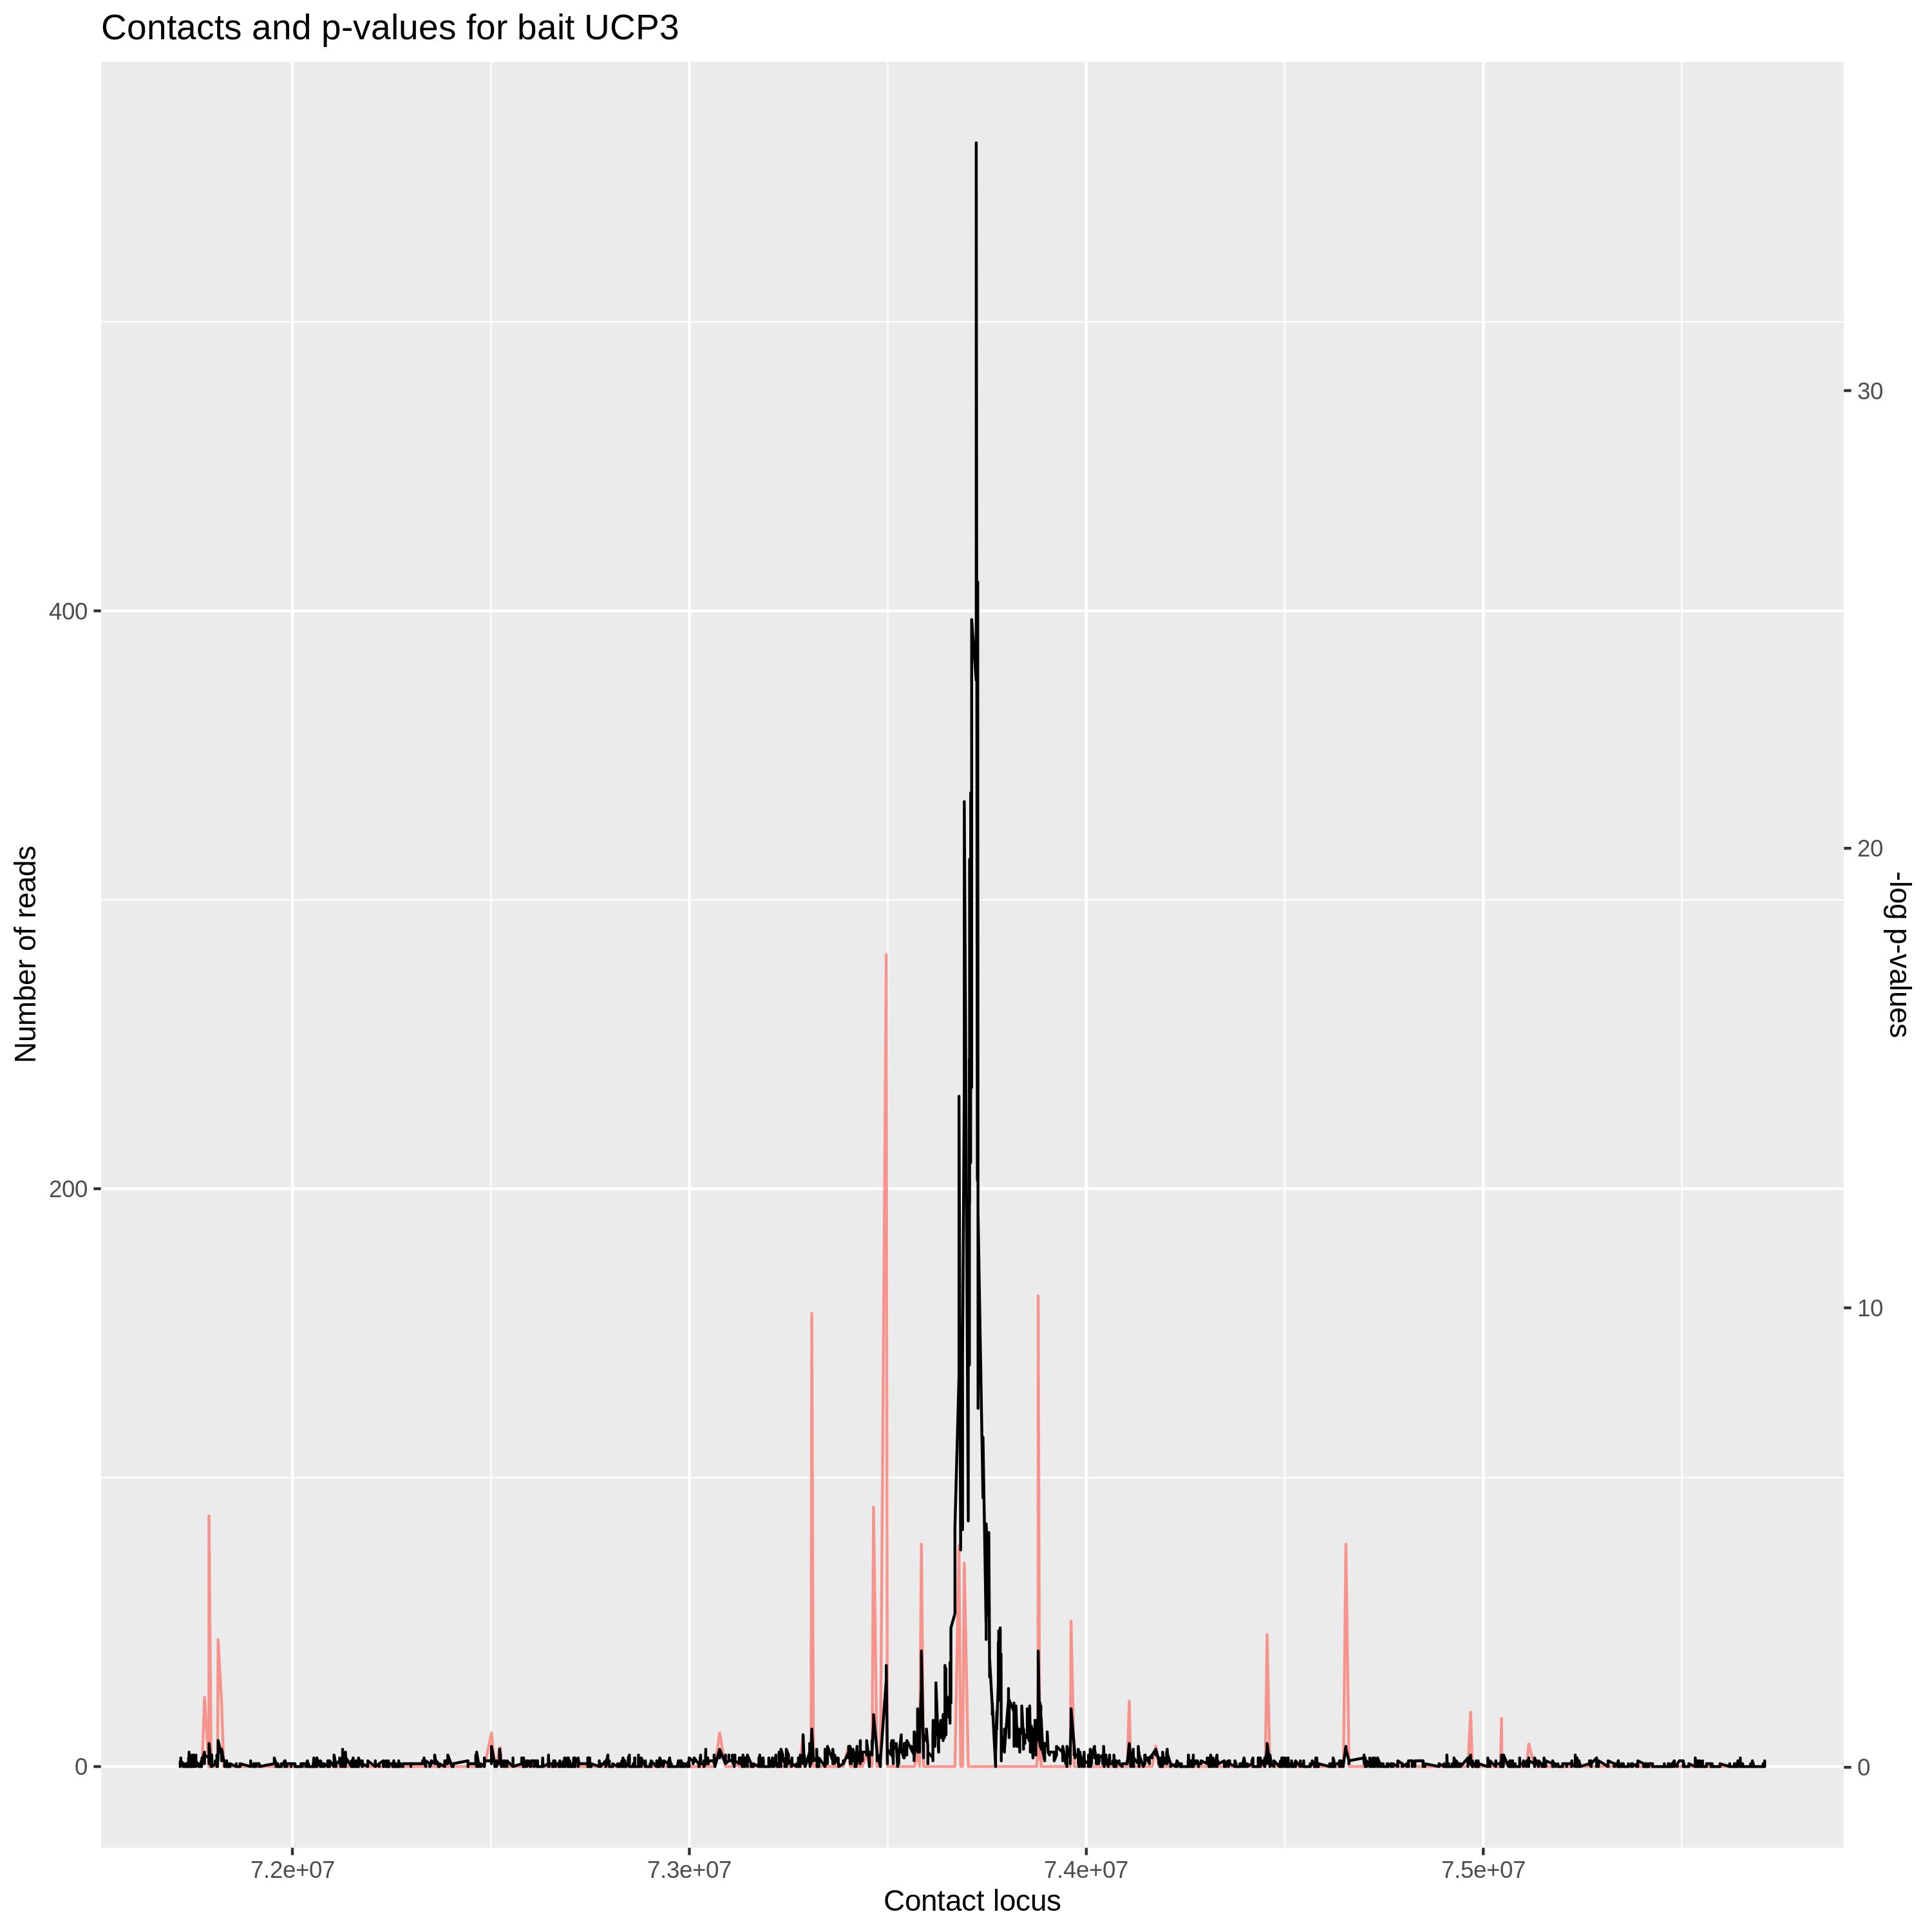 Contacts and p-values for bait UCP3
400
200
0
Number of reads
30
20
10
0
-log p-values
7.2e+07
7.3e+07
7.4e+07
7.5e+07
Contact locus